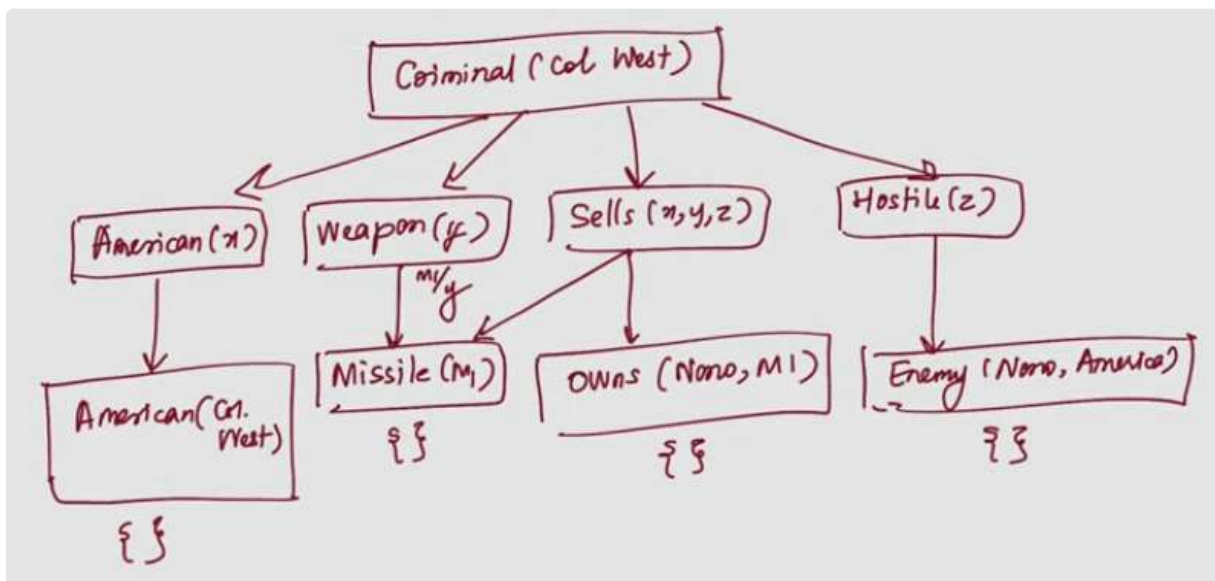 Criminal (Col West)
American (x)
Weapon (y)
Sells (x,y,z)
Hostile (z)
M1/y
American (Col.
West)
Missile (M1)
Owns (Nono, M1)
Enemy (Nono, America)
{ }
{ }
{ }
{ }